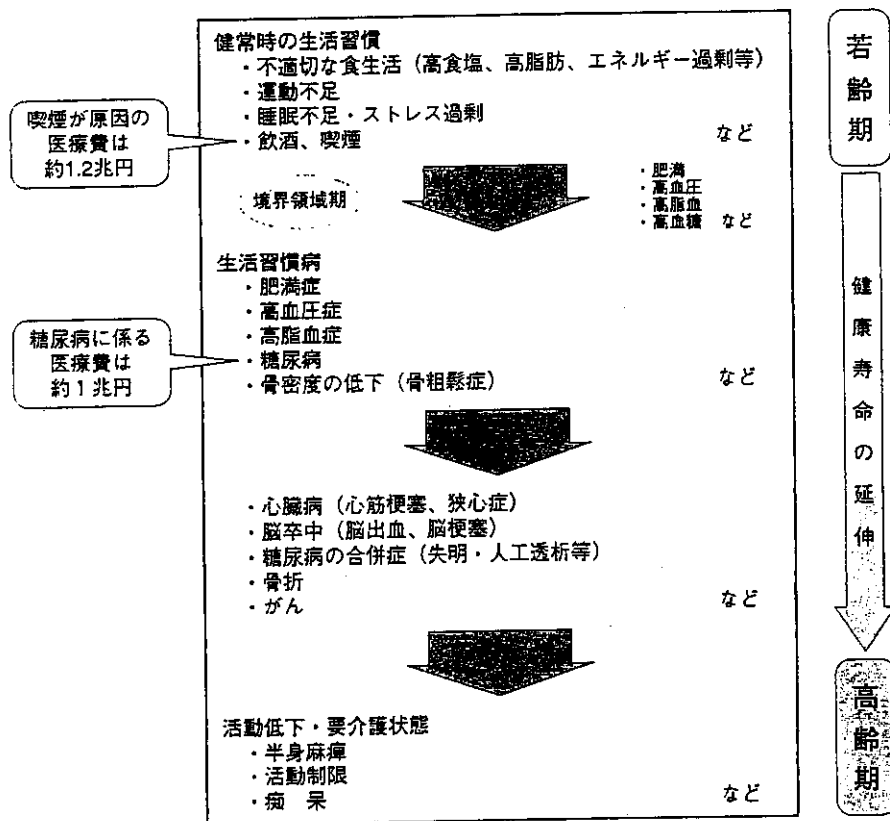 健常時の生活習慣
・不適切な食生活（高食塩、高脂肪、エネルギー過剰等）
・運動不足
・睡眠不足・ストレス過剰
・飲酒、喫煙
など
喫煙が原因の
医療費は
約1.2兆円
境界領域期
・肥満
・高血圧
・高脂血
・高血糖 など
生活習慣病
・肥満症
・高血圧症
・高脂血症
・糖尿病
・骨密度の低下（骨粗鬆症）
など
糖尿病に係る
医療費は
約1兆円
・心臓病（心筋梗塞、狭心症）
・脳卒中（脳出血、脳梗塞）
・糖尿病の合併症（失明・人工透析等）
・骨折
・がん
など
活動低下・要介護状態
・半身麻痺
・活動制限
・痴 呆
など
若齢期
健康寿命の延伸
高齢期